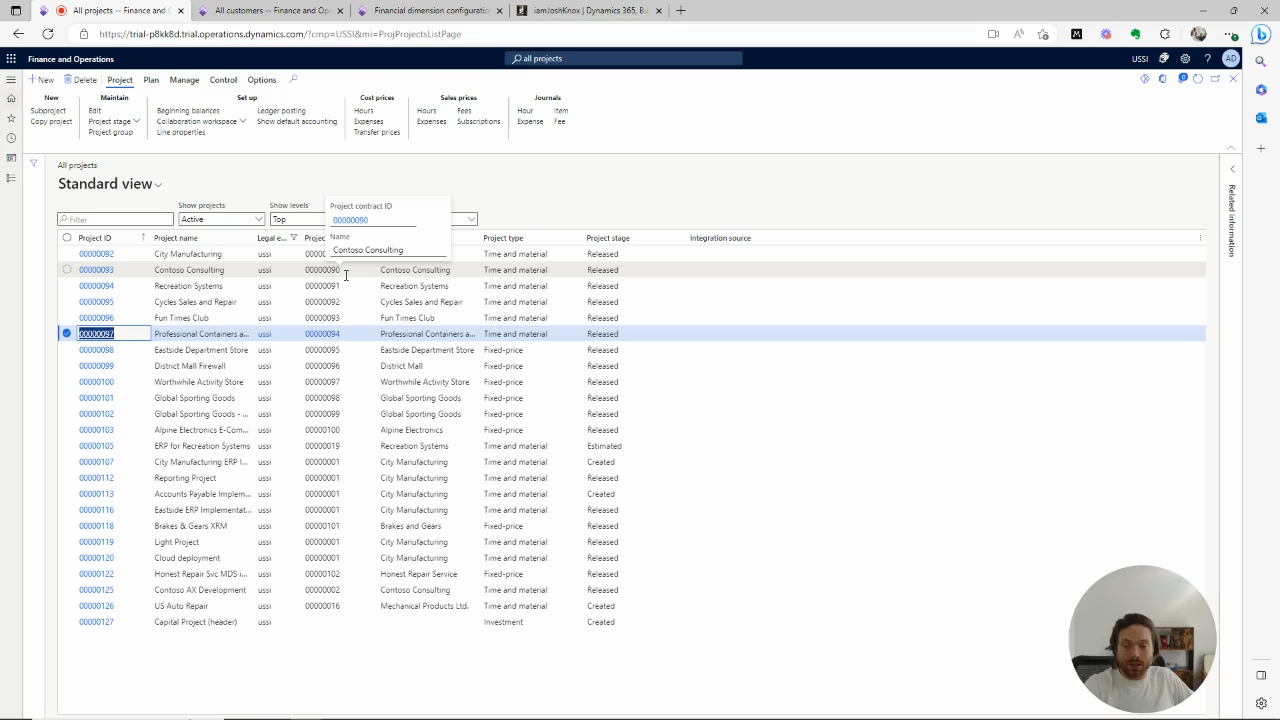 All projects -- Finance and C
All customers -- Finance and Ope
Financial dimension configuration
iamJoshKnox | Dynamics 365, Bu
https://trial-p8kk8d.trial.operations.dynamics.com/?cmp=USSI&mi=ProjProjectsListPage
Finance and Operations
all projects
USSI
AD
New
Delete
Project
Plan
Manage
Control
Options
New
Maintain
Set up
Cost prices
Sales prices
Journals
Subproject
Edit
Beginning balances
Ledger posting
Hours
Hours
Fees
Hour
Item
Copy project
Project stage
Collaboration workspace
Show default accounting
Expenses
Expenses
Subscriptions
Expense
Fee
Project group
Line properties
Transfer prices
All projects
Standard view
Show projects
Show levels
Filter
Active
Top
Project contract ID
00000090
Name
Contoso Consulting
Related information
Project ID Project name Legal e... Projec Project type Project stage Integration source
00000092 City Manufacturing ussi Time and material Released
00000093 Contoso Consulting ussi 00000090 Contoso Consulting Time and material Released
00000094 Recreation Systems ussi 00000091 Recreation Systems Time and material Released
00000095 Cycles Sales and Repair ussi 00000092 Cycles Sales and Repair Time and material Released
00000096 Fun Times Club ussi 00000093 Fun Times Club Time and material Released
00000097 Professional Containers a... ussi 00000094 Professional Containers a... Time and material Released
00000098 Eastside Department Store ussi 00000095 Eastside Department Store Fixed-price Released
00000099 District Mall Firewall ussi 00000096 District Mall Fixed-price Released
00000100 Worthwhile Activity Store ussi 00000097 Worthwhile Activity Store Fixed-price Released
00000101 Global Sporting Goods ussi 00000098 Global Sporting Goods Fixed-price Released
00000102 Global Sporting Goods - ... ussi 00000099 Global Sporting Goods Fixed-price Released
00000103 Alpine Electronics E-Com... ussi 00000100 Alpine Electronics Fixed-price Released
00000105 ERP for Recreation Systems ussi 00000019 Recreation Systems Time and material Estimated
00000107 City Manufacturing ERP I... ussi 00000001 City Manufacturing Time and material Created
00000112 Reporting Project ussi 00000001 City Manufacturing Time and material Released
00000113 Accounts Payable Implem... ussi 00000001 City Manufacturing Time and material Created
00000116 Eastside ERP Implementat... ussi 00000001 City Manufacturing Time and material Released
00000118 Brakes & Gears XRM ussi 00000101 Brakes and Gears Fixed-price Released
00000119 Light Project ussi 00000001 City Manufacturing Time and material Released
00000120 Cloud deployment ussi 00000001 City Manufacturing Time and material Released
00000122 Honest Repair Svc MDS i... ussi 00000102 Honest Repair Service Fixed-price Released
00000125 Contoso AX Development ussi 00000002 Contoso Consulting Time and material Released
00000126 US Auto Repair ussi 00000016 Mechanical Products Ltd. Time and material Created
00000127 Capital Project (header) ussi Investment Created